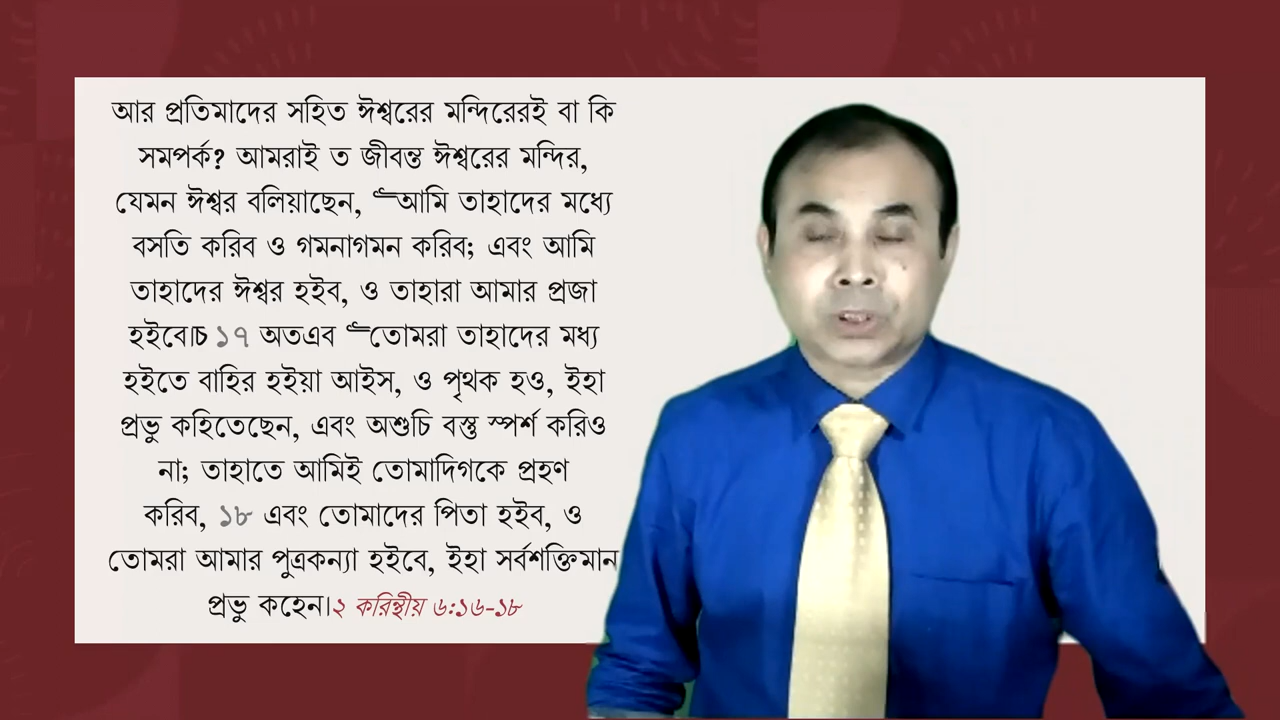 আর প্রতিমাদের সহিত ঈশ্বরের মন্দিরেরই বা কি
সমপর্ক? আমরাই ত জীবন্ত ঈশ্বরের মন্দির,
যেমন ঈশ্বর বলিয়াছেন, আমি তাহাদের মধ্যে
বসতি করিব ও গমনাগমন করিব; এবং আমি
তাহাদের ঈশ্বর হইব, ও তাহারা আমার প্রজা
হইবে।চ ১৭ অতএব তোমরা তাহাদের মধ্য
হইতে বাহির হইয়া আইস, ও পৃথক হও, ইহা
প্রভু কহিতেছেন, এবং অশুচি বস্তু স্পর্শ করিও
না; তাহাতে আমিই তোমাদিগকে প্রহণ
করিব, ১৮ এবং তোমাদের পিতা হইব, ও
তোমরা আমার পুত্রকন্যা হইবে, ইহা সর্বশক্তিমান
প্রভু কহেন।২ করিন্থীয় ৬:১৬-১৮